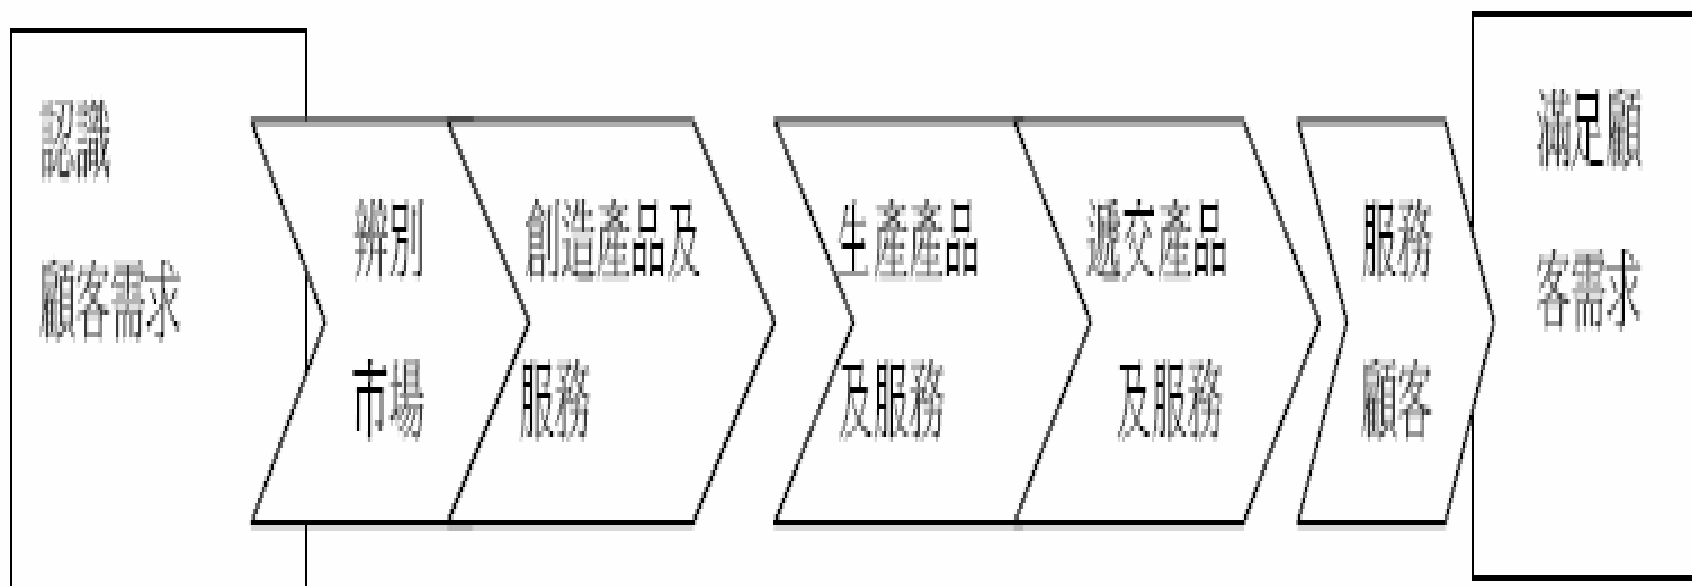 認識
顧客需求
辨別
市場
創造產品及
服務
生產產品
及服務
遞交產品
及服務
服務
顧客
滿足顧
客需求